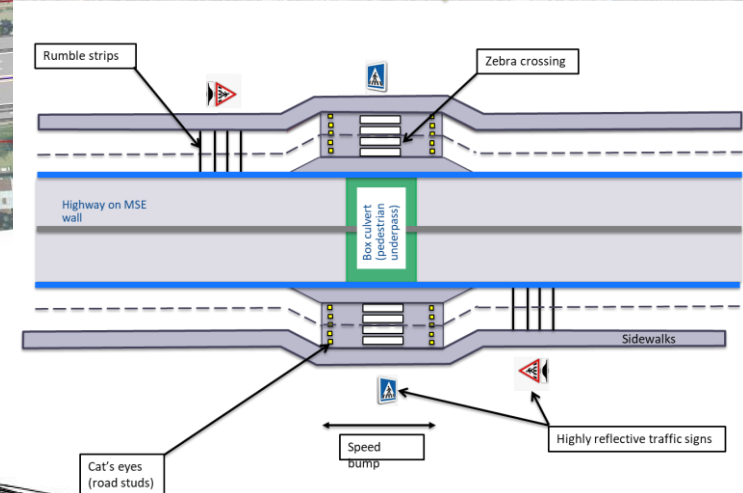 Rumble strips
Zebra crossing
Highway on MSE
wall
Box culvert
(pedestrian
underpass)
Sidewalks
Highly reflective traffic signs
Speed
bump
Cat's eyes
(road studs)